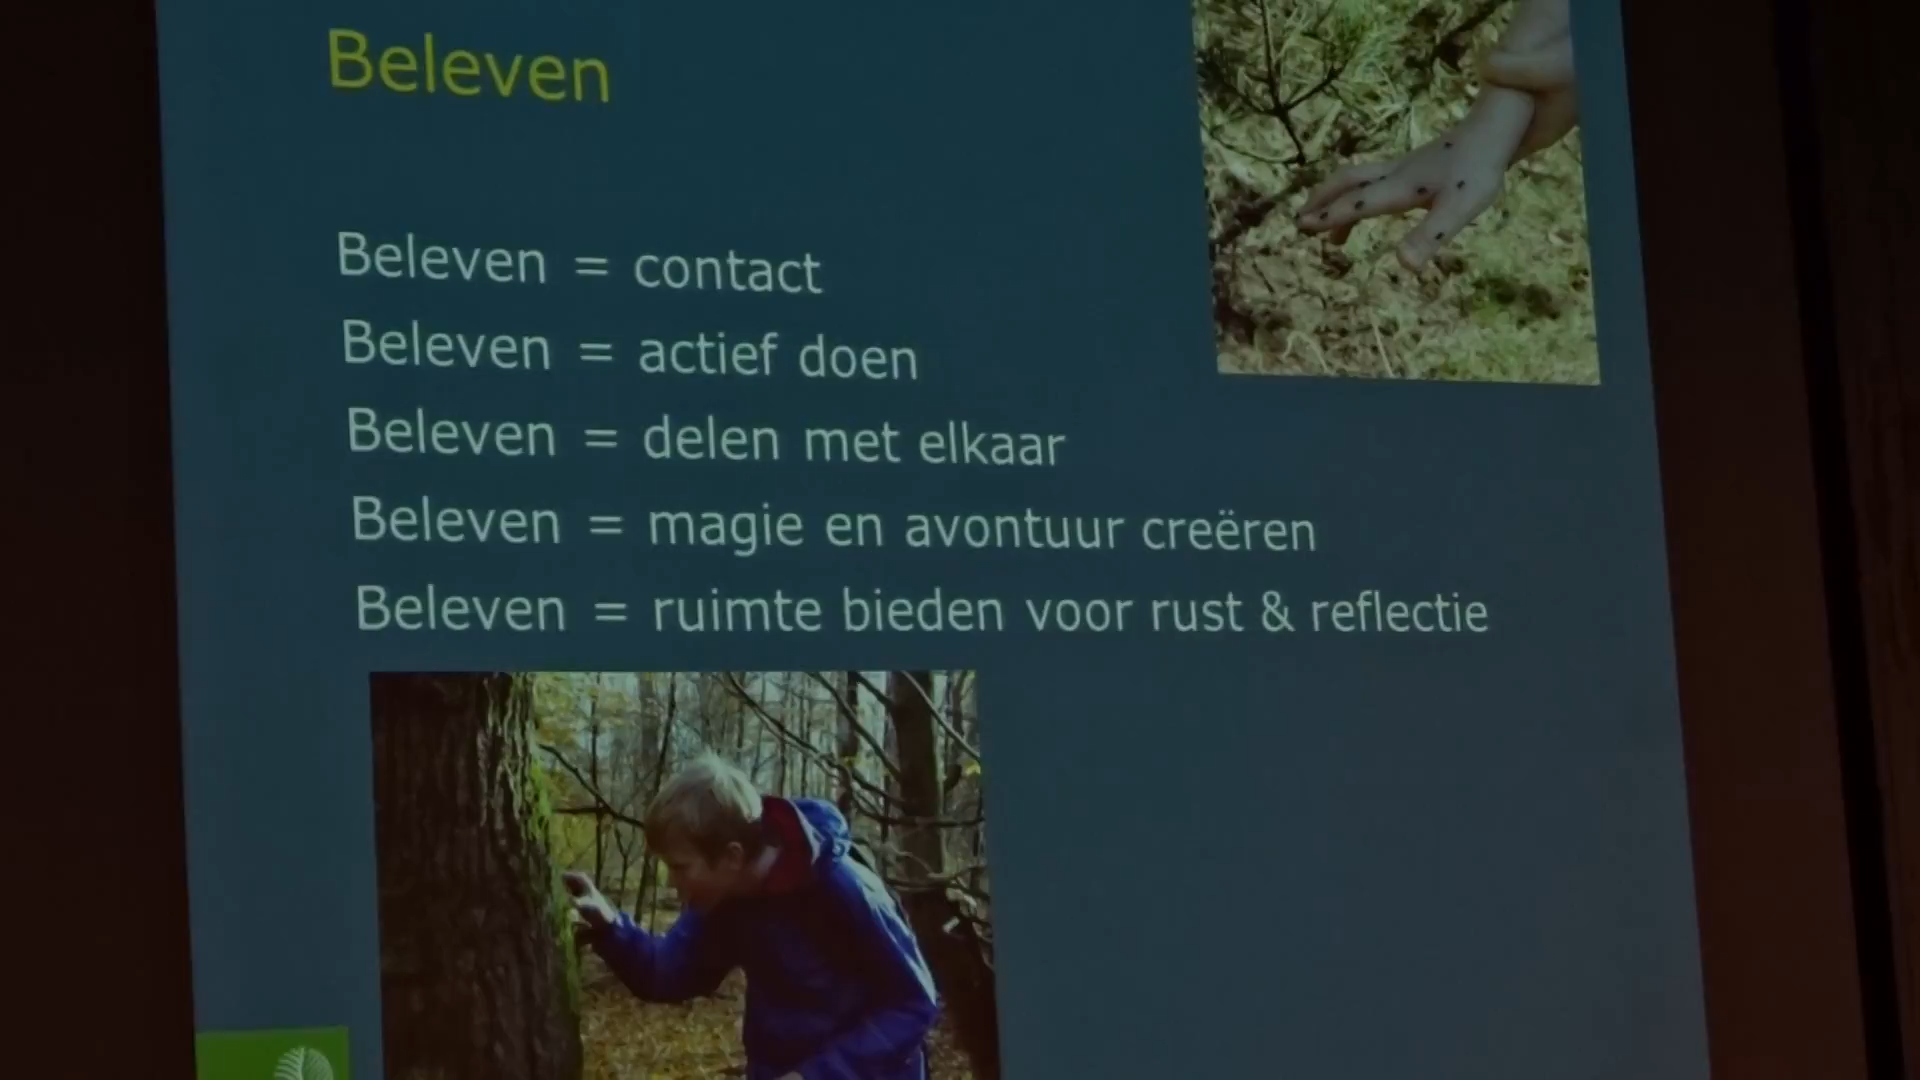 Beleven
Beleven = contact
Beleven = actief doen
Beleven = delen met elkaar
Beleven = magie en avontuur creëren
Beleven = ruimte bieden voor rust & reflectie